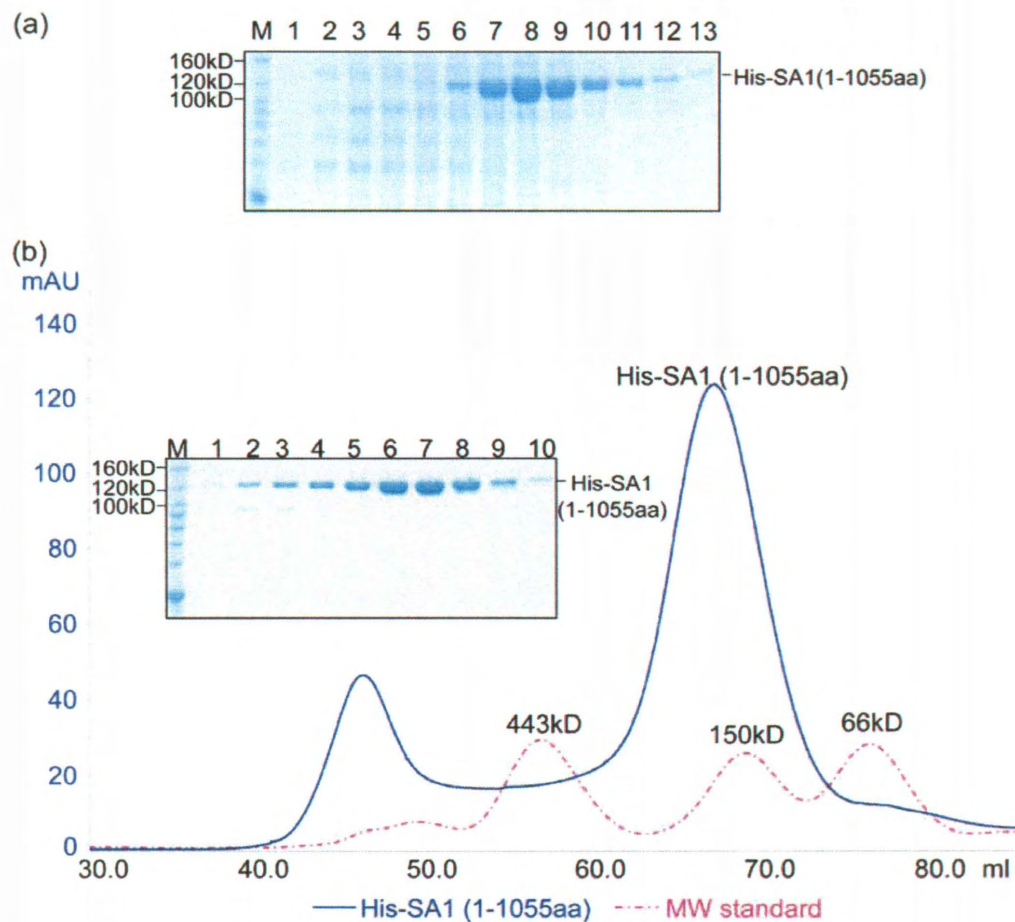 (a)
M 1 2 3 4 5 6 7 8 9 10 11 12 13
160kD
120kD
100kD
His-SA1(1-1055aa)
(b)
mAU
140
120
100
80
60
40
20
0
His-SA1 (1-1055aa)
M 1 2 3 4 5 6 7 8 9 10
160kD
120kD
100kD
His-SA1
(1-1055aa)
443kD
150kD
66kD
30.0 40.0 50.0 60.0 70.0 80.0 ml
His-SA1 (1-1055aa) MW standard